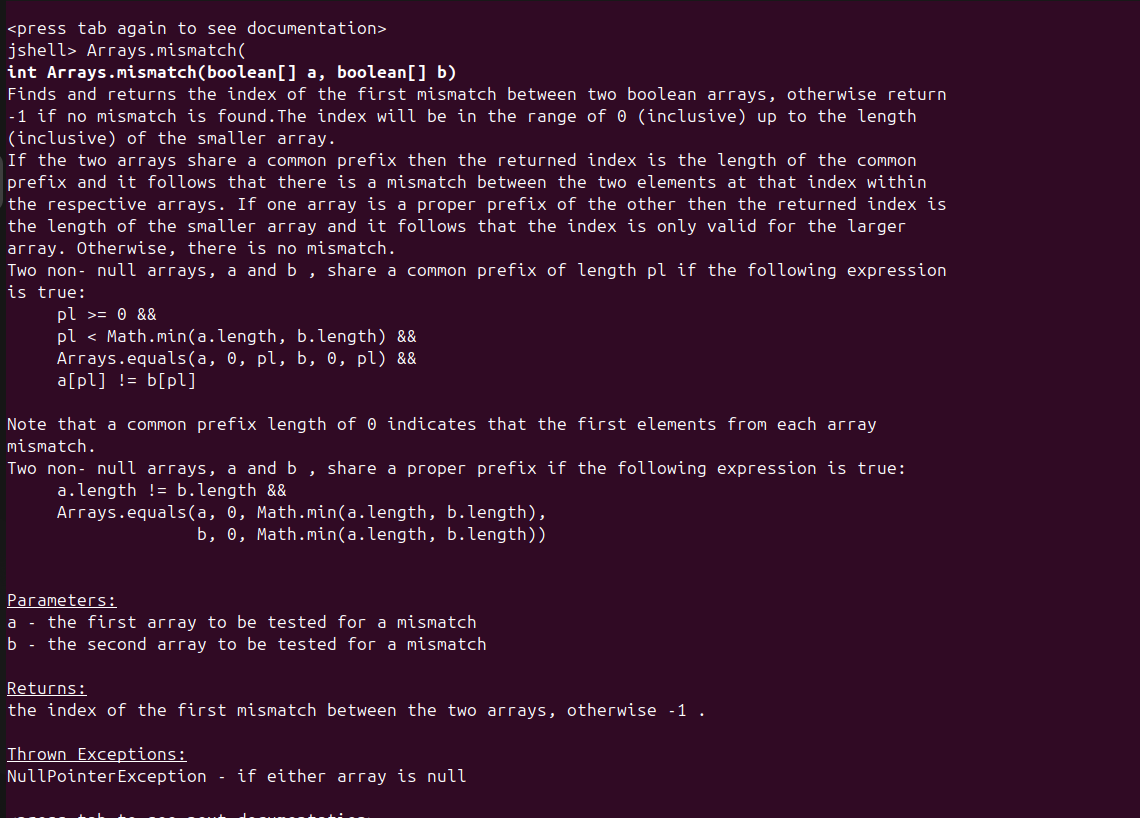 <press tab again to see documentation>
jshell> Arrays.mismatch(
int Arrays.mismatch(boolean[] a, boolean[] b)
Finds and returns the index of the first mismatch between two boolean arrays, otherwise return
-1 if no mismatch is found.The index will be in the range of 0 (inclusive) up to the length
(inclusive) of the smaller array.
If the two arrays share a common prefix then the returned index is the length of the common
prefix and it follows that there is a mismatch between the two elements at that index within
the respective arrays. If one array is a proper prefix of the other then the returned index is
the length of the smaller array and it follows that the index is only valid for the larger
array. Otherwise, there is no mismatch.
Two non- null arrays, a and b , share a common prefix of length pl if the following expression
is true:
     pl >= 0 &&
     pl < Math.min(a.length, b.length) &&
     Arrays.equals(a, 0, pl, b, 0, pl) &&
     a[pl] != b[pl]
Note that a common prefix length of 0 indicates that the first elements from each array
mismatch.
Two non- null arrays, a and b , share a proper prefix if the following expression is true:
     a.length != b.length &&
     Arrays.equals(a, 0, Math.min(a.length, b.length),
                   b, 0, Math.min(a.length, b.length))
Parameters:
a - the first array to be tested for a mismatch
b - the second array to be tested for a mismatch
Returns:
the index of the first mismatch between the two arrays, otherwise -1 .
Thrown Exceptions:
NullPointerException - if either array is null
<press tab to see next documentation>